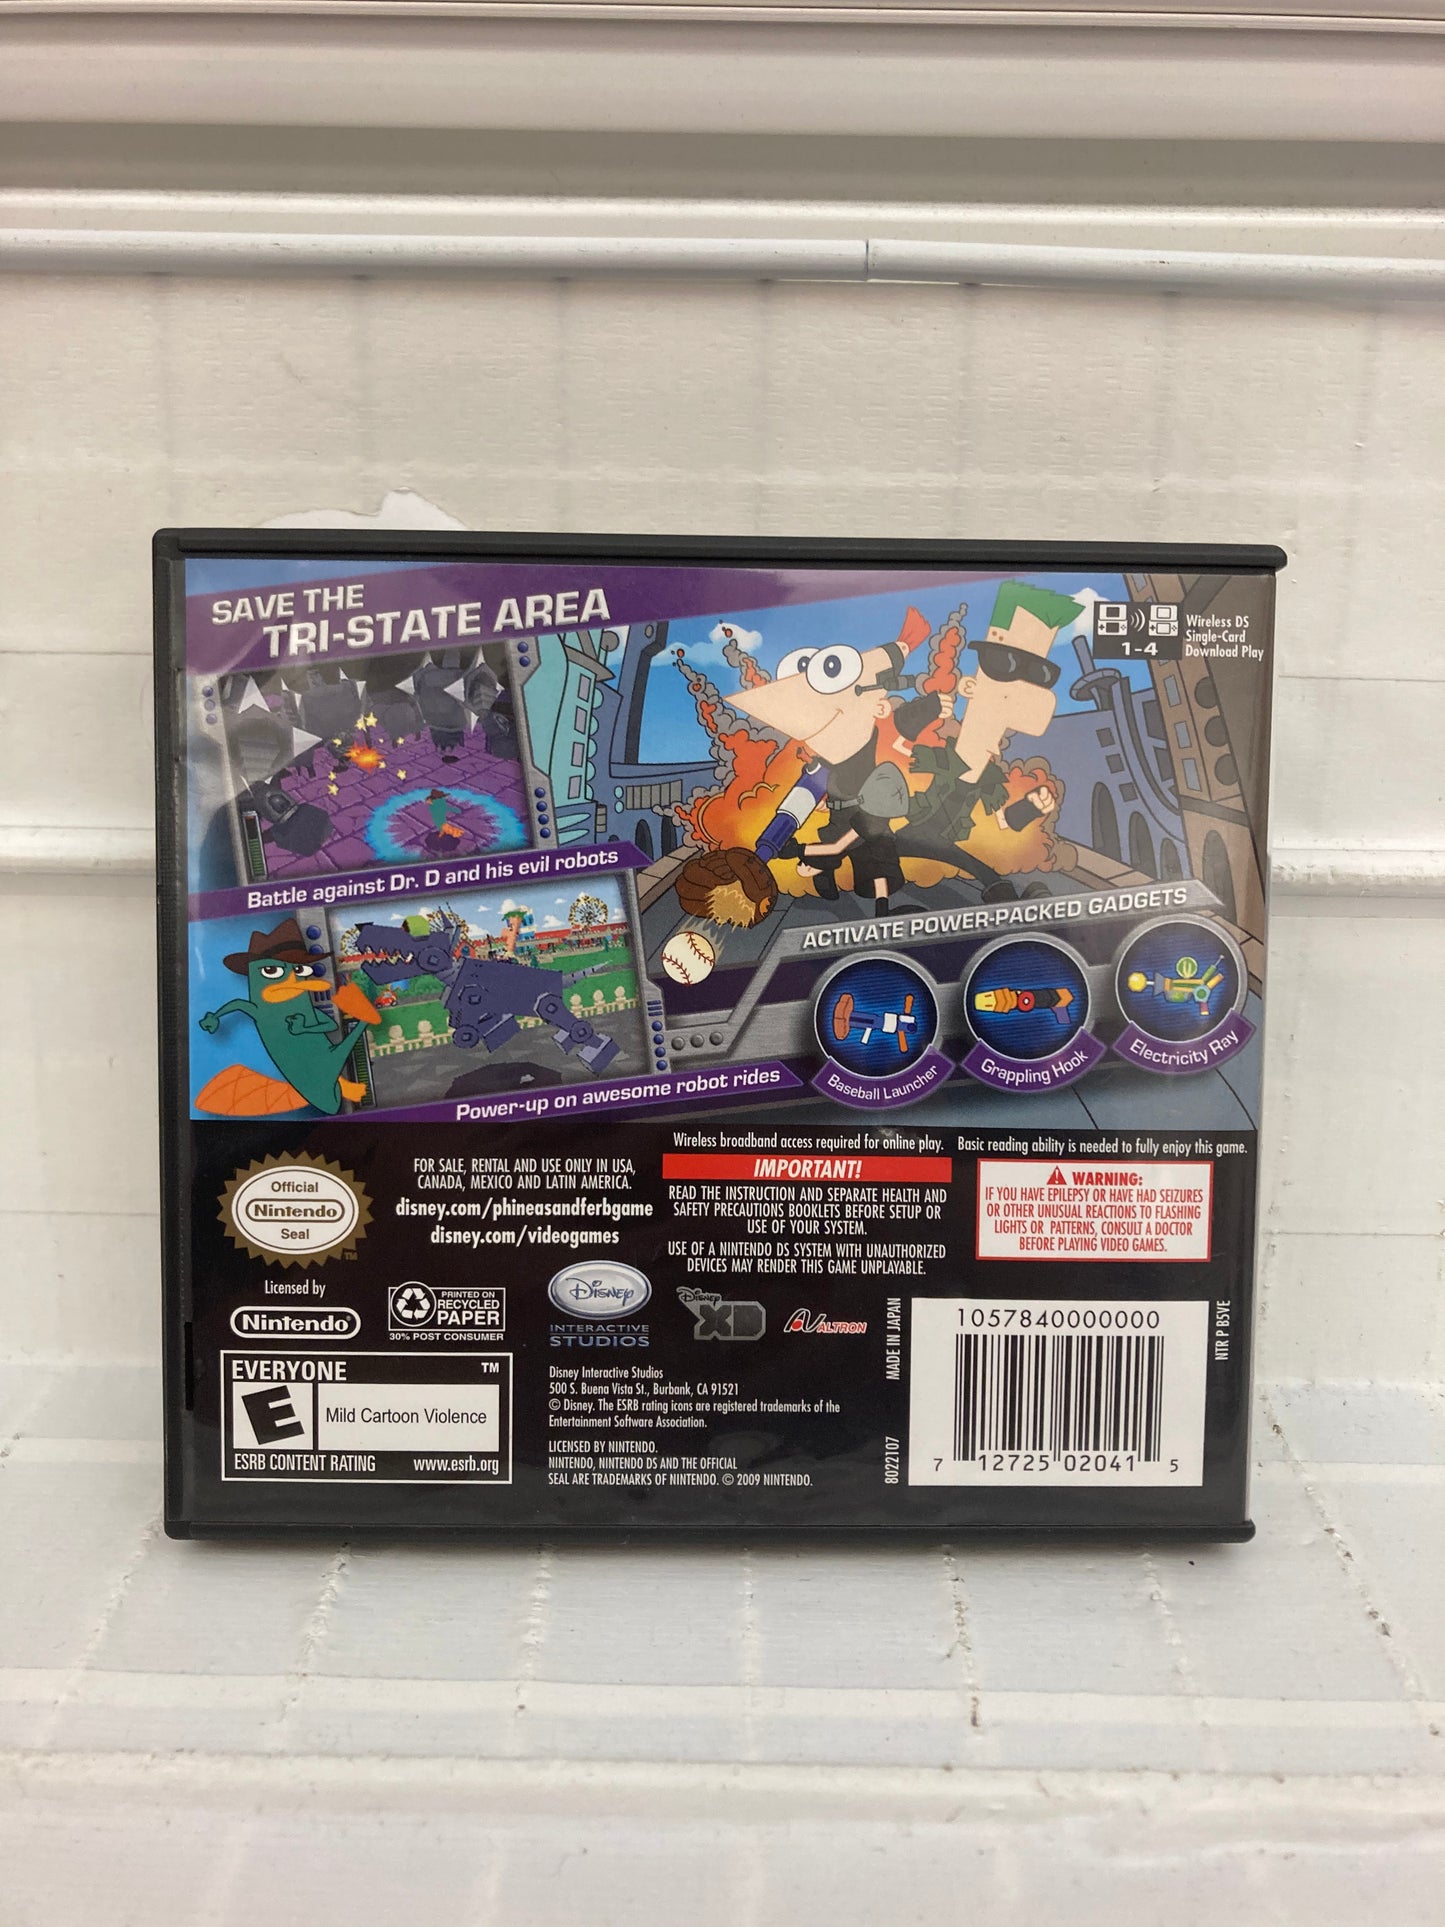 SAVE THE
TRI-STATE AREA
1-4
Wireless DS
Single-Card
Download Play
Battle against Dr. D and his evil robots
Power-up on awesome robot rides
ACTIVATE POWER-PACKED GADGETS
Baseball Launcher
Grappling Hook
Electricity Ray
Wireless broadband access required for online play. Basic reading ability is needed to fully enjoy this game.
Official
Nintendo
Seal
TM
FOR SALE, RENTAL AND USE ONLY IN USA,
CANADA, MEXICO AND LATIN AMERICA.
disney.com/phineasandferbgame
disney.com/videogames
IMPORTANT!
READ THE INSTRUCTION AND SEPARATE HEALTH AND
SAFETY PRECAUTIONS BOOKLETS BEFORE SETUP OR
USE OF YOUR SYSTEM.
USE OF A NINTENDO DS SYSTEM WITH UNAUTHORIZED
DEVICES MAY RENDER THIS GAME UNPLAYABLE.
WARNING:
IF YOU HAVE EPILEPSY OR HAVE HAD SEIZURES
OR OTHER UNUSUAL REACTIONS TO FLASHING
LIGHTS OR PATTERNS, CONSULT A DOCTOR
BEFORE PLAYING VIDEO GAMES.
Licensed by
Nintendo
PRINTED ON
RECYCLED
PAPER
30% POST CONSUMER
Disney
INTERACTIVE
STUDIOS
Disney
XD
ALTRON
EVERYONE TM
E
Mild Cartoon Violence
ESRB CONTENT RATING www.esrb.org
Disney Interactive Studios
500 S. Buena Vista St., Burbank, CA 91521
© Disney. The ESRB rating icons are registered trademarks of the
Entertainment Software Association.
LICENSED BY NINTENDO.
NINTENDO, NINTENDO DS AND THE OFFICIAL
SEAL ARE TRADEMARKS OF NINTENDO. © 2009 NINTENDO.
MADE IN JAPAN
8022107
1057840000000
7 12725 02041 5
NTR P B5VE